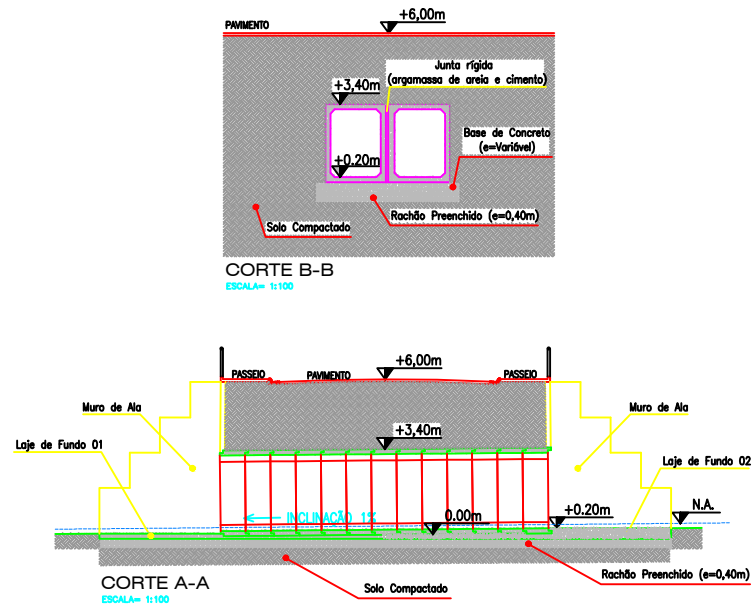 +6,00m
PAVIMENTO
Junta rígida
(argamassa de areia e cimento)
+3,40m
Base de Concreto
(e=Variável)
+0.20m
Rachão Preenchido (e=0,40m)
Solo Compactado
CORTE B-B
ESCALA= 1:100
+6,00m
PASSEIO
PAVIMENTO
PASSEIO
Muro de Ala
Muro de Ala
+3,40m
Laje de Fundo 01
Laje de Fundo 02
INCLINAÇÃO 1%
0.00m
+0.20m
N.A.
CORTE A-A
ESCALA= 1:100
Solo Compactado
Rachão Preenchido (e=0,40m)